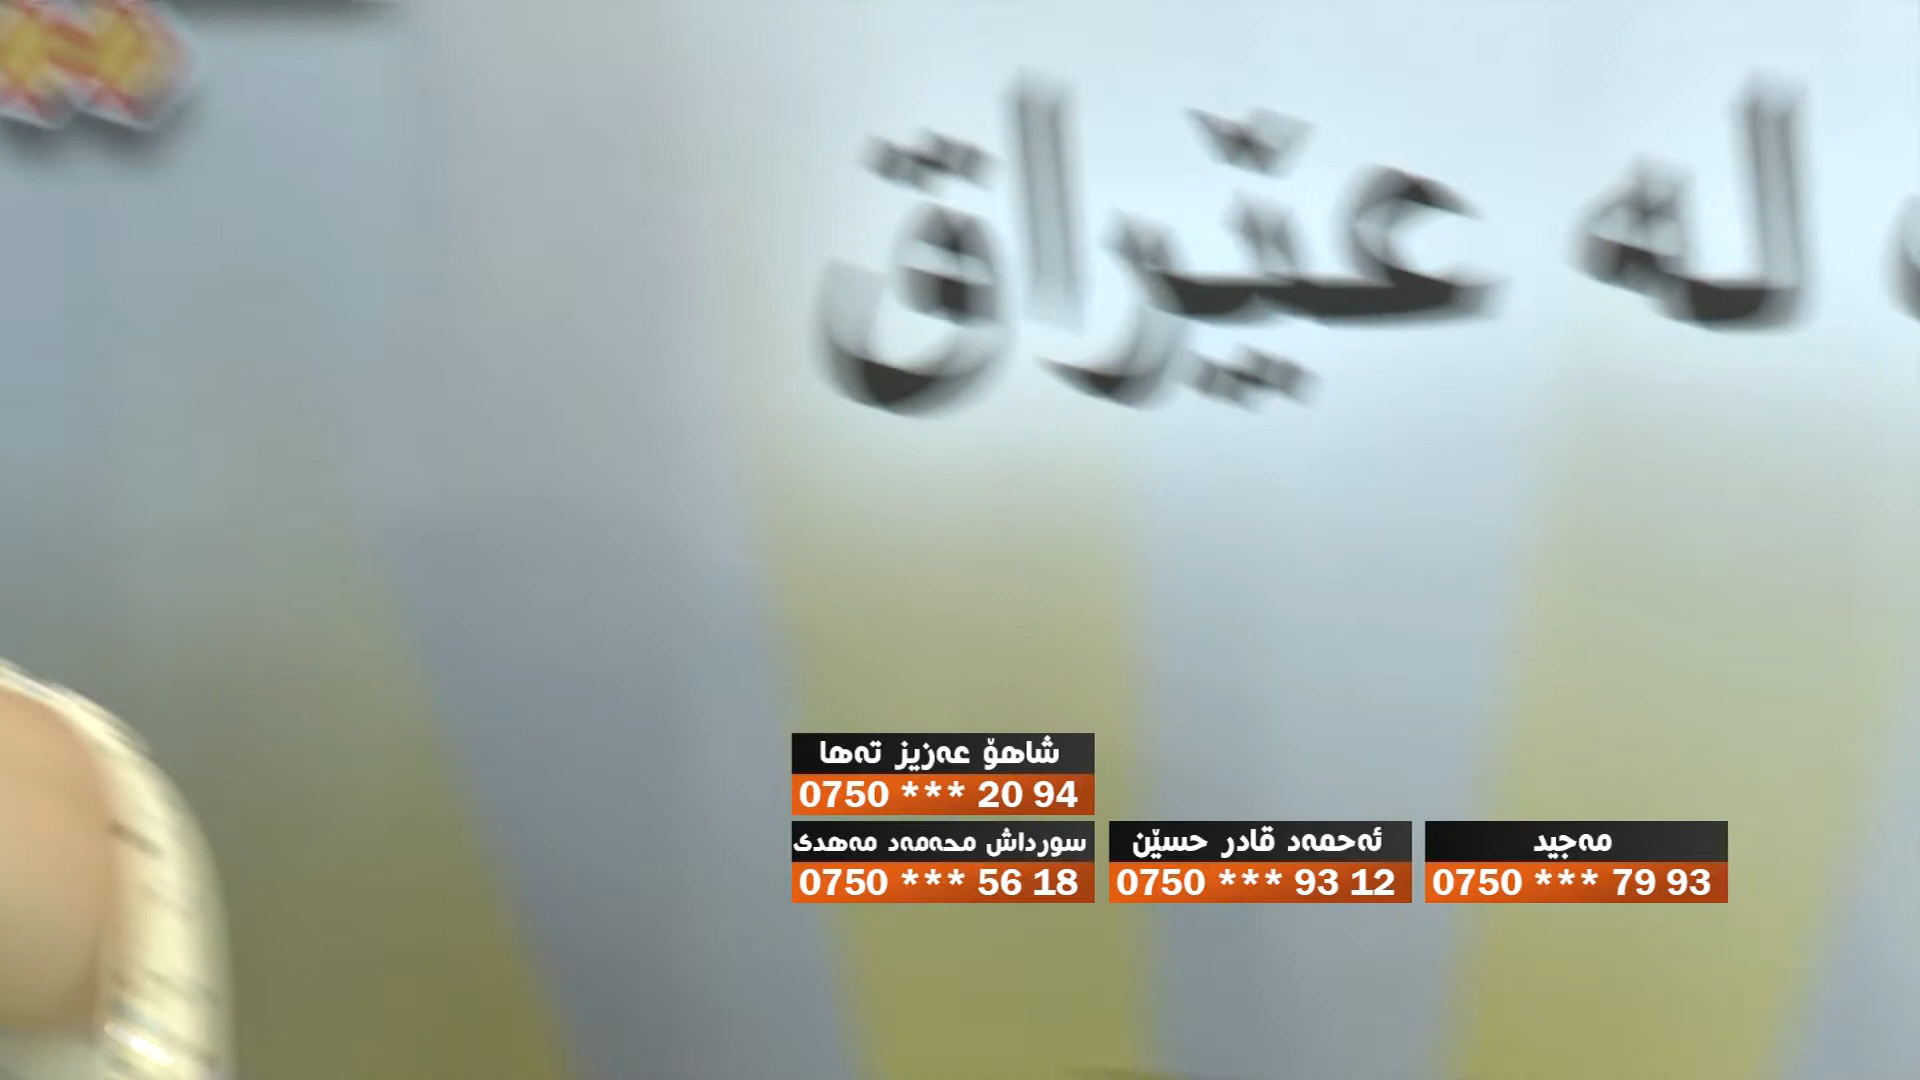 لە عێراق
شاهۆ عەزیز تەها
0750 *** 20 94
مەجید
0750 *** 79 93
ئەحمەد قادر حسێن
0750 *** 93 12
سورداش محەمەد مەهدی
0750 *** 56 18